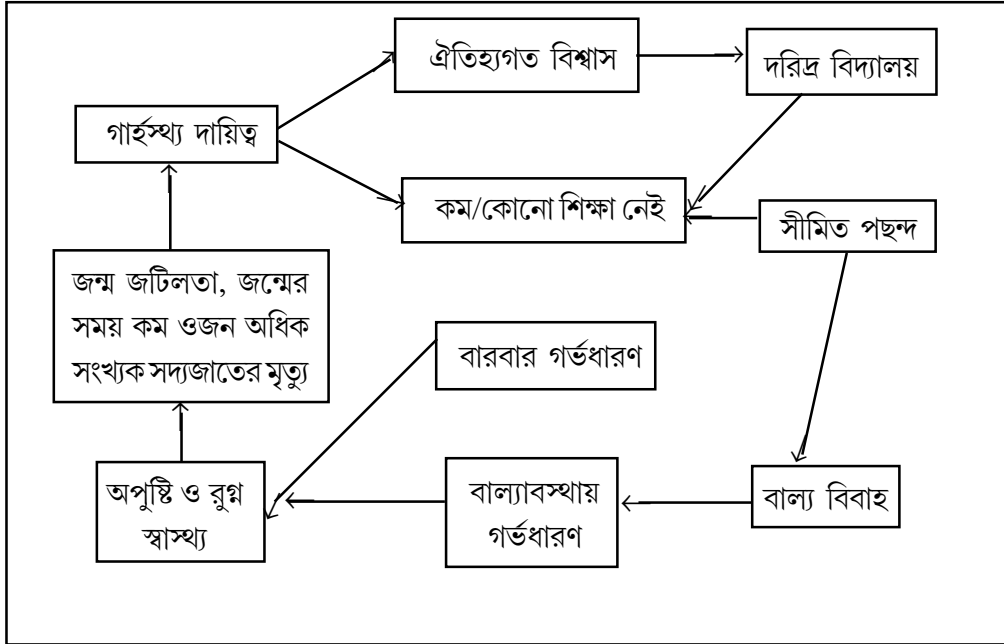 ঐতিহ্যগত বিশ্বাস
দরিদ্র বিদ্যালয়
গার্হস্থ্য দায়িত্ব
কম/কোনো শিক্ষা নেই
সীমিত পছন্দ
জন্ম জটিলতা, জন্মের
সময় কম ওজন অধিক
সংখ্যক সদ্যজাতের মৃত্যু
বারবার গর্ভধারণ
অপুষ্টি ও রুগ্ন
স্বাস্থ্য
বাল্যাবস্থায়
গর্ভধারণ
বাল্য বিবাহ